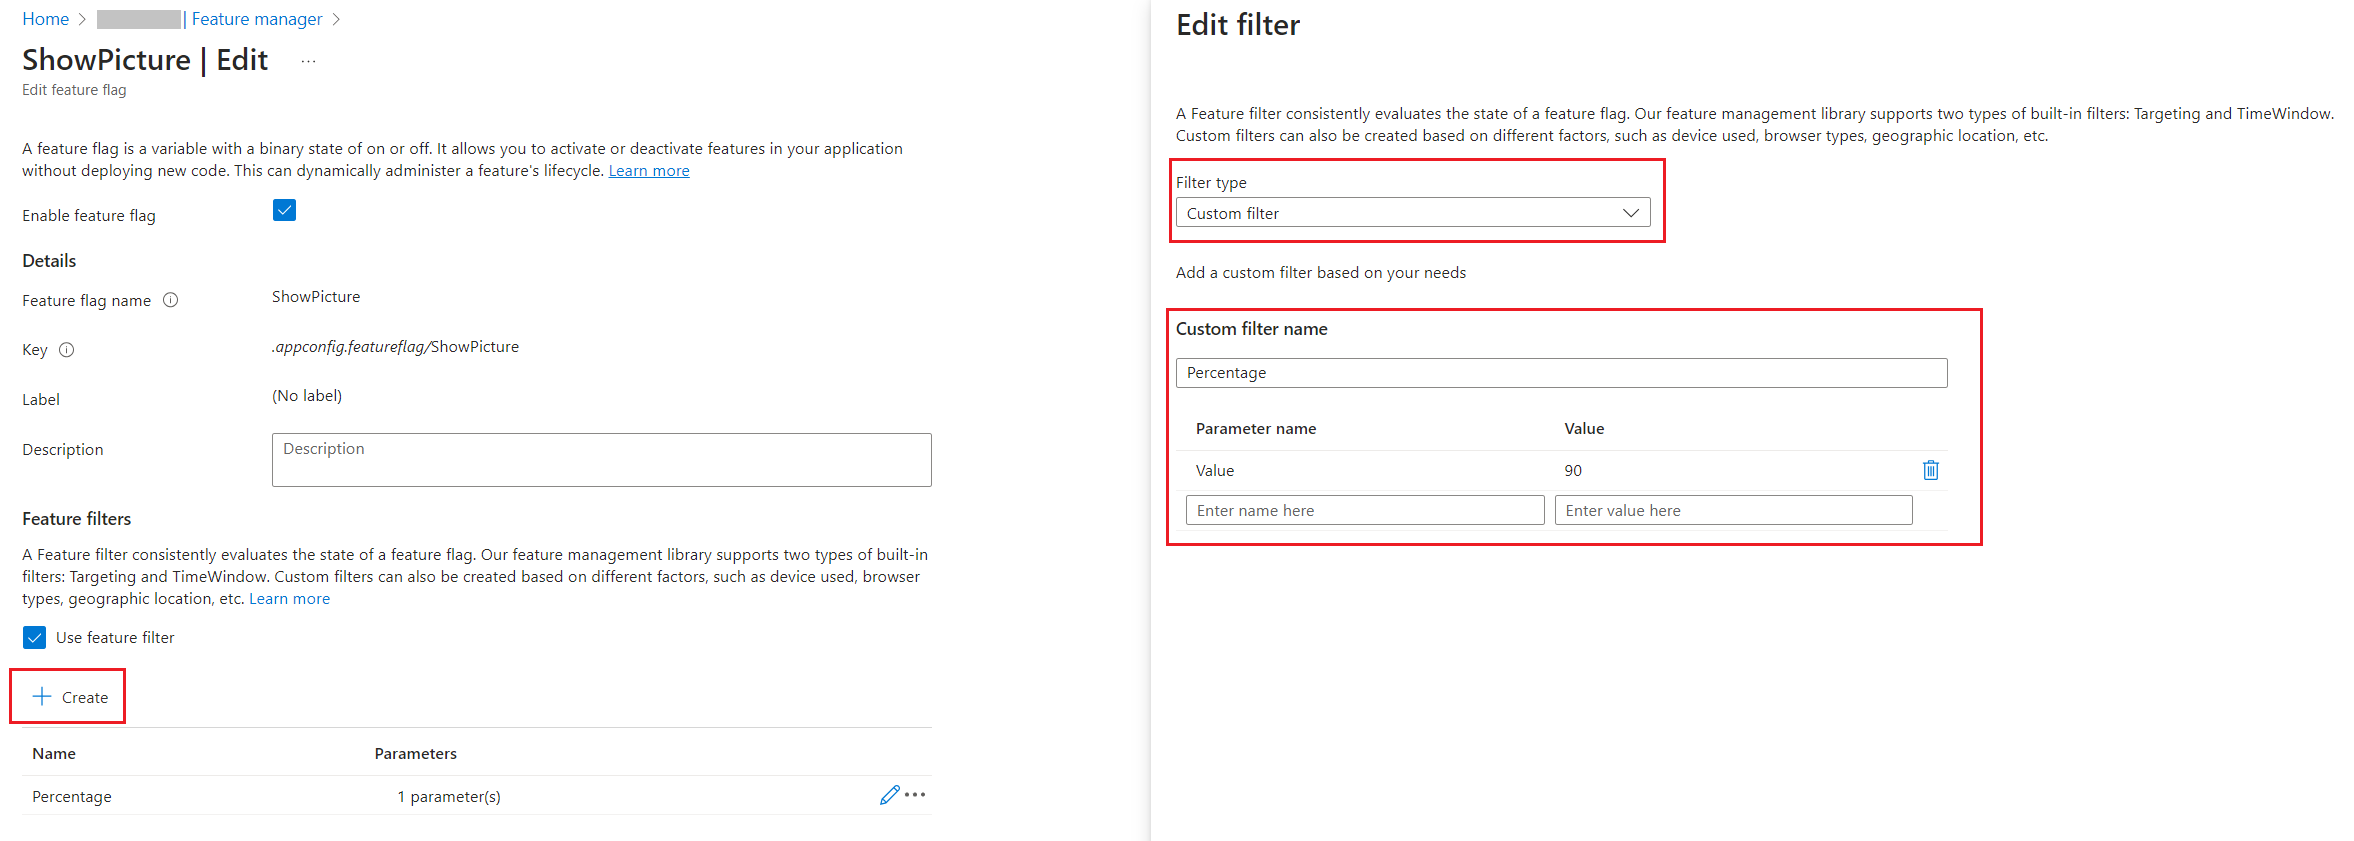 Home > | Feature manager >
ShowPicture | Edit ...
Edit feature flag
A feature flag is a variable with a binary state of on or off. It allows you to activate or deactivate features in your application
without deploying new code. This can dynamically administer a feature's lifecycle. Learn more
Enable feature flag
Details
Feature flag name ShowPicture
Key .appconfig.featureflag/ShowPicture
Label (No label)
Description Description
Feature filters
A Feature filter consistently evaluates the state of a feature flag. Our feature management library supports two types of built-in
filters: Targeting and TimeWindow. Custom filters can also be created based on different factors, such as device used, browser
types, geographic location, etc. Learn more
Use feature filter
Create
Name Parameters
Percentage 1 parameter(s)
Edit filter
A Feature filter consistently evaluates the state of a feature flag. Our feature management library supports two types of built-in filters: Targeting and TimeWindow.
Custom filters can also be created based on different factors, such as device used, browser types, geographic location, etc.
Filter type
Custom filter
Add a custom filter based on your needs
Custom filter name
Percentage
Parameter name Value
Value 90
Enter name here Enter value here